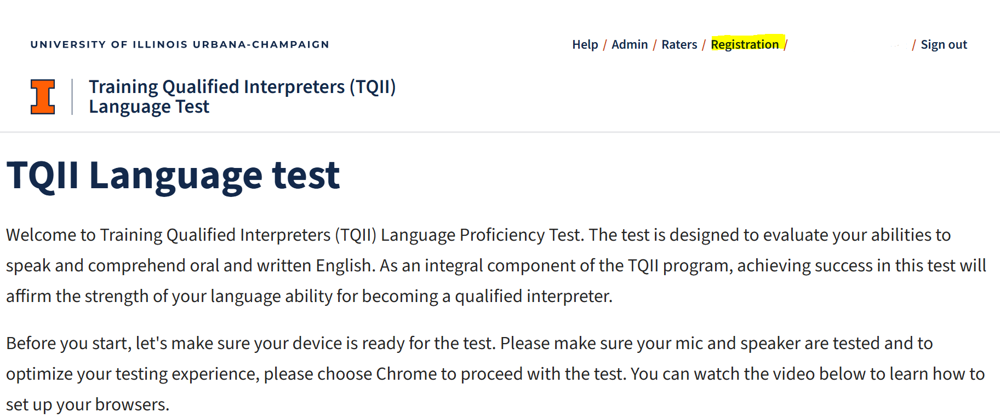 UNIVERSITY OF ILLINOIS URBANA-CHAMPAIGN
Help / Admin / Raters / Registration / / Sign out
Training Qualified Interpreters (TQII)
Language Test
TQII Language test
Welcome to Training Qualified Interpreters (TQII) Language Proficiency Test. The test is designed to evaluate your abilities to
speak and comprehend oral and written English. As an integral component of the TQII program, achieving success in this test will
affirm the strength of your language ability for becoming a qualified interpreter.
Before you start, let's make sure your device is ready for the test. Please make sure your mic and speaker are tested and to
optimize your testing experience, please choose Chrome to proceed with the test. You can watch the video below to learn how to
set up your browsers.